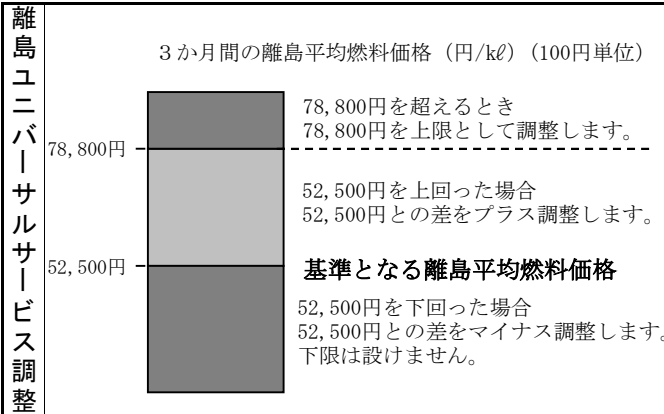 離島ユニバーサルサービス調整
３か月間の離島平均燃料価格（円/kℓ）(100円単位）
78,800円を超えるとき
78,800円を上限として調整します。
78,800円
52,500円を上回った場合
52,500円との差をプラス調整します。
52,500円
基準となる離島平均燃料価格
52,500円を下回った場合
52,500円との差をマイナス調整します。
下限は設けません。